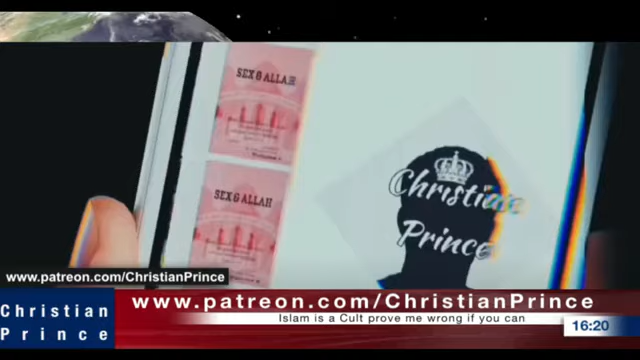 SEX & ALLAH
SEX & ALLAH
Christian
Prince
www.patreon.com/ChristianPrince
www.patreon.com/ChristianPrince
Christian
Prince
Islam is a Cult prove me wrong if you can
16:20